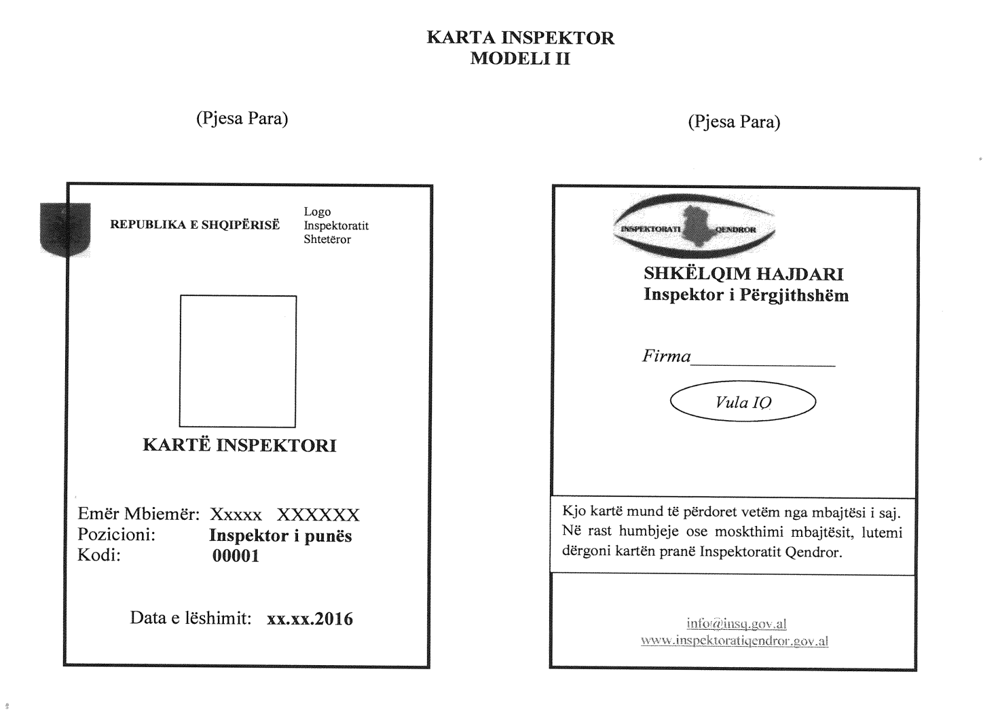 KARTA INSPEKTOR
MODELI II
(Pjesa Para)
REPUBLIKA E SHQIPËRISË
Logo
Inspektoratit
Shtetëror
KARTË INSPEKTORI
Emër Mbiemër: Xxxxx XXXXXX
Pozicioni: Inspektor i punës
Kodi: 00001
Data e lëshimit: xx.xx.2016
(Pjesa Para)
INSPEKTORATI QENDROR
SHKËLQIM HAJDARI
Inspektor i Përgjithshëm
Firma
Vula IQ
Kjo kartë mund të përdoret vetëm nga mbajtësi i saj.
Në rast humbjeje ose moskthimi mbajtësit, lutemi
dërgoni kartën pranë Inspektoratit Qendror.
info@insq.gov.al
www.inspektoratiqendror.gov.al